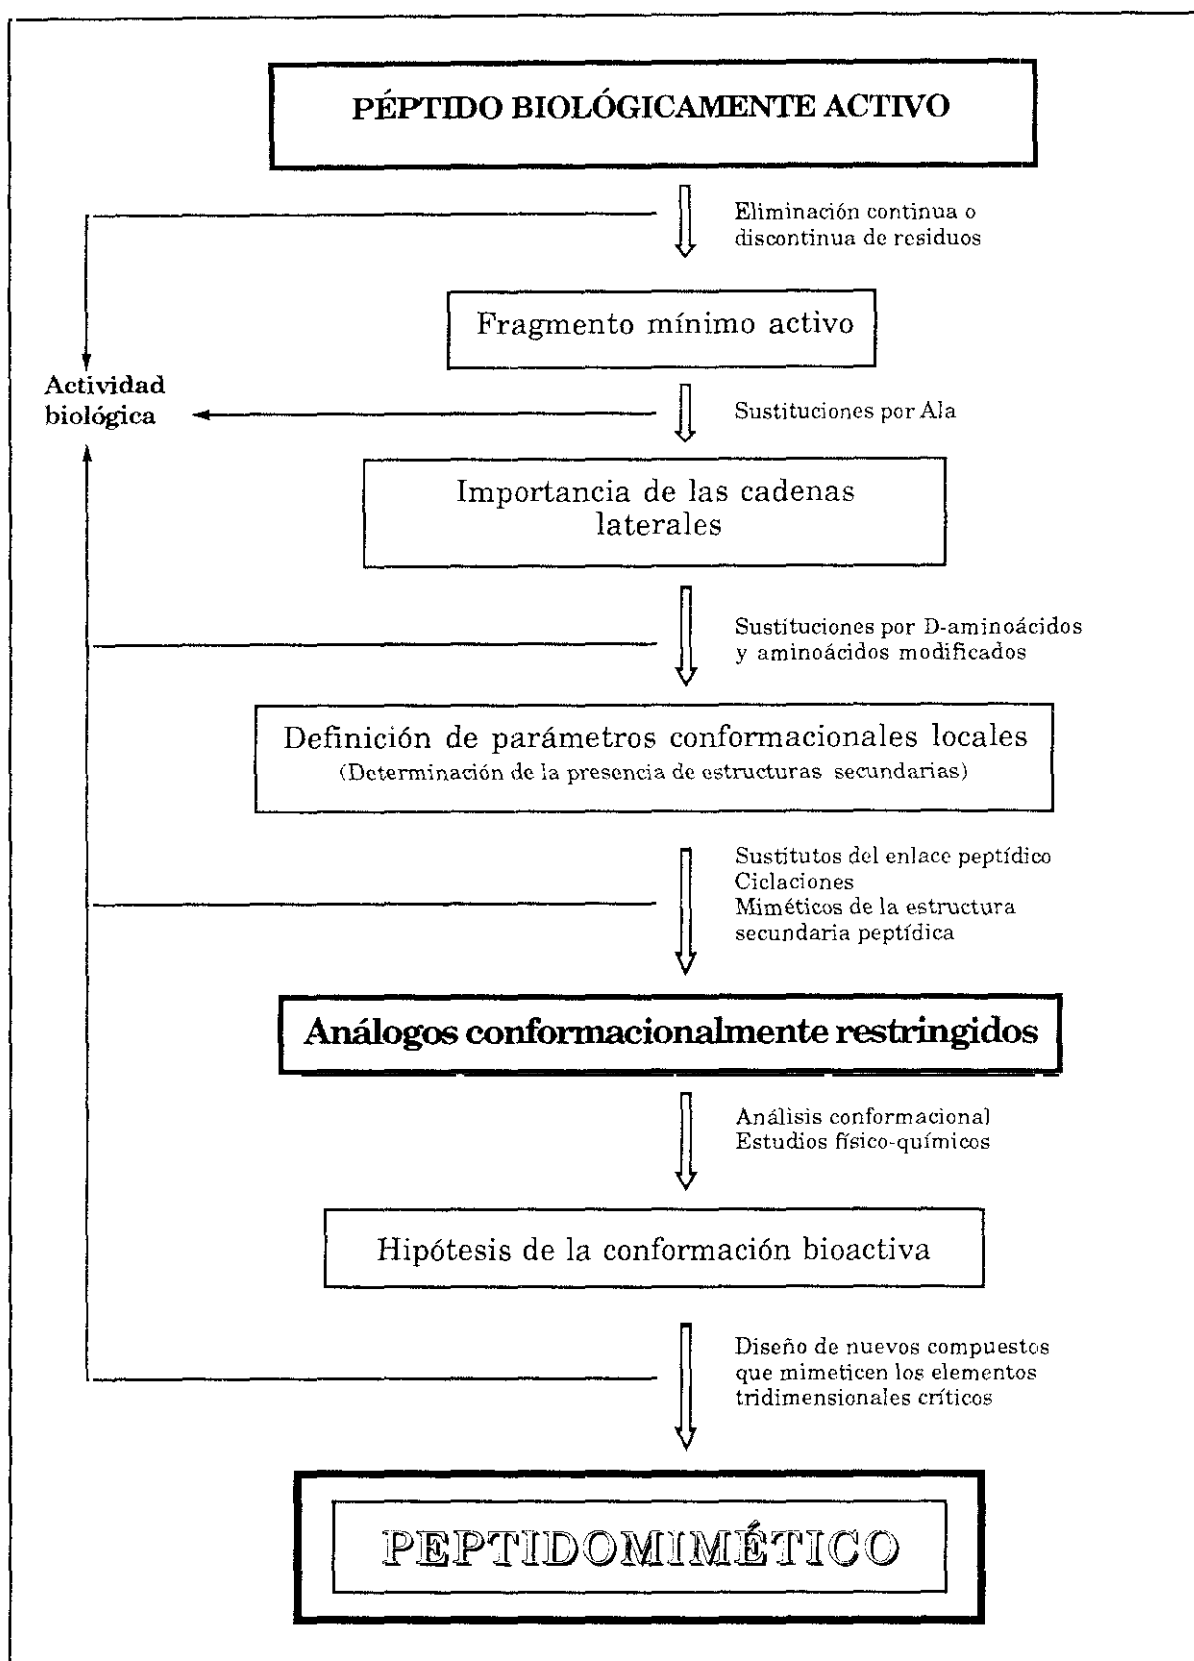 PÉPTIDO BIOLÓGICAMENTE ACTIVO
Eliminación continua o
discontinua de residuos
Fragmento mínimo activo
Actividad
biológica
Sustituciones por Ala
Importancia de las cadenas
laterales
Sustituciones por D-aminoácidos
y aminoácidos modificados
Definición de parámetros conformacionales locales
(Determinación de la presencia de estructuras secundarias)
Sustitutos del enlace peptídico
Ciclaciones
Miméticos de la estructura
secundaria peptídica
Análogos conformacionalmente restringidos
Análisis conformacional
Estudios físico-químicos
Hipótesis de la conformación bioactiva
Diseño de nuevos compuestos
que mimeticen los elementos
tridimensionales críticos
PEPTIDOMIMÉTICO